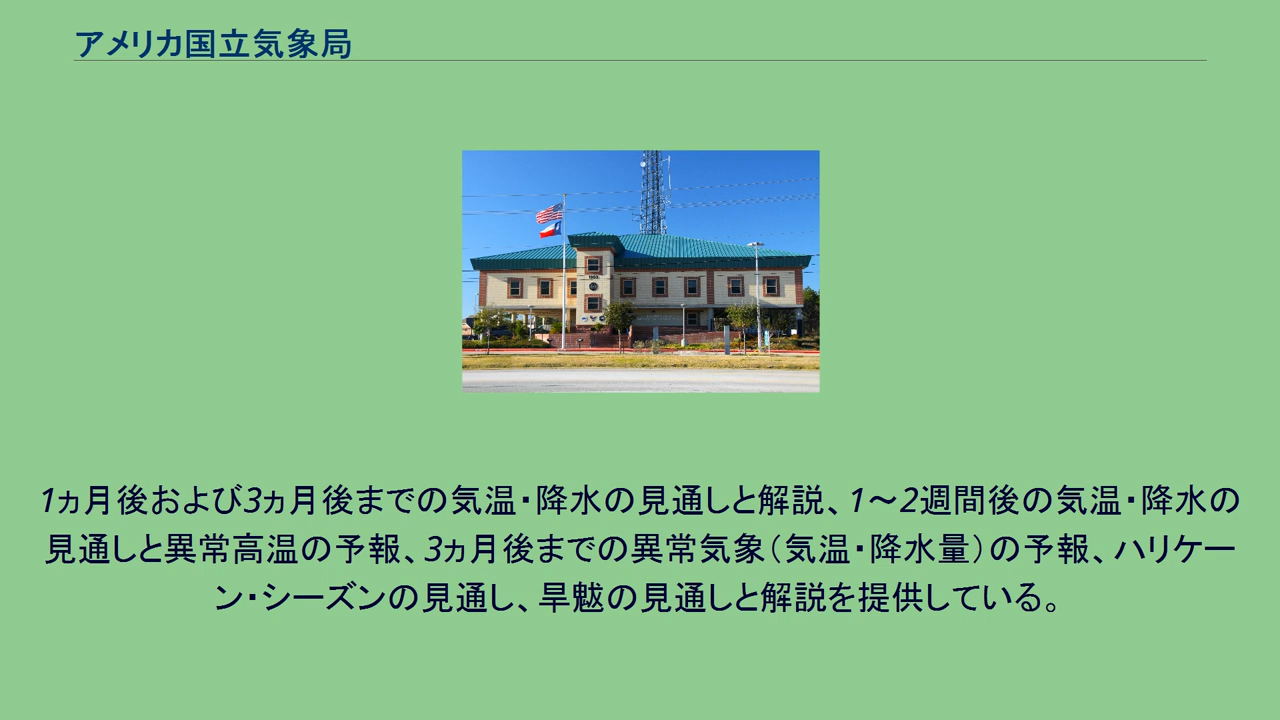 アメリカ国立気象局
1ヵ月後および3ヵ月後までの気温・降水の見通しと解説、1～2週間後の気温・降水の
見通しと異常高温の予報、3ヵ月後までの異常気象（気温・降水量）の予報、ハリケー
ン・シーズンの見通し、旱魃の見通しと解説を提供している。